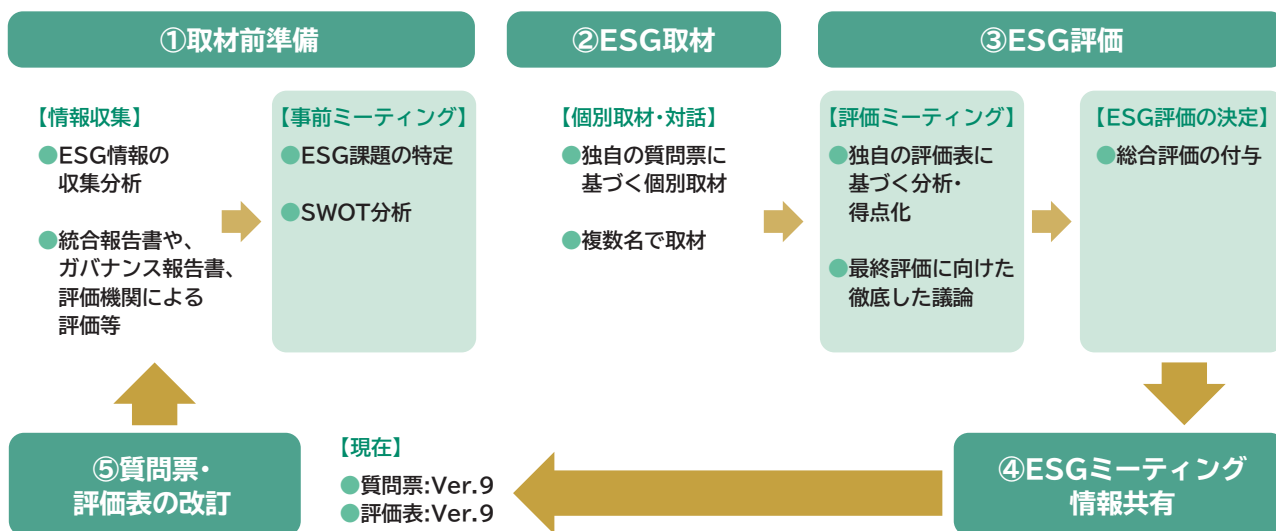 ①取材前準備
②ESG取材
③ESG評価
【情報収集】
●ESG情報の
収集分析
●統合報告書や、
ガバナンス報告書、
評価機関による
評価等
【事前ミーティング】
●ESG課題の特定
●SWOT分析
【個別取材・対話】
●独自の質問票に
基づく個別取材
●複数名で取材
【評価ミーティング】
●独自の評価表に
基づく分析・
得点化
●最終評価に向けた
徹底した議論
【ESG評価の決定】
●総合評価の付与
④ESGミーティング
情報共有
⑤質問票・
評価表の改訂
【現在】
●質問票:Ver.9
●評価表:Ver.9